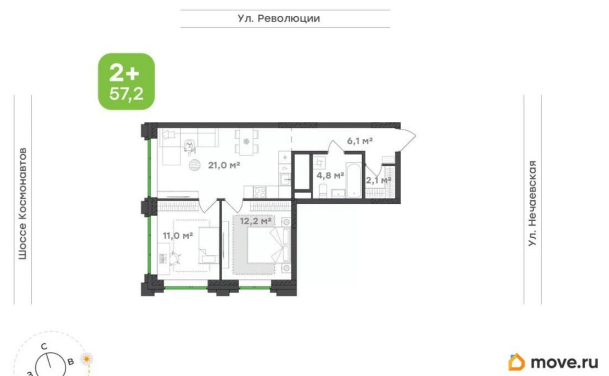 Ул. Революции
2+
57,2
6,1 м²
21,0 м²
4,8 м²
2,1 м²
11,0 м²
12,2 м²
Шоссе Космонавтов
Ул. Нечаевская
С
В
З
move.ru